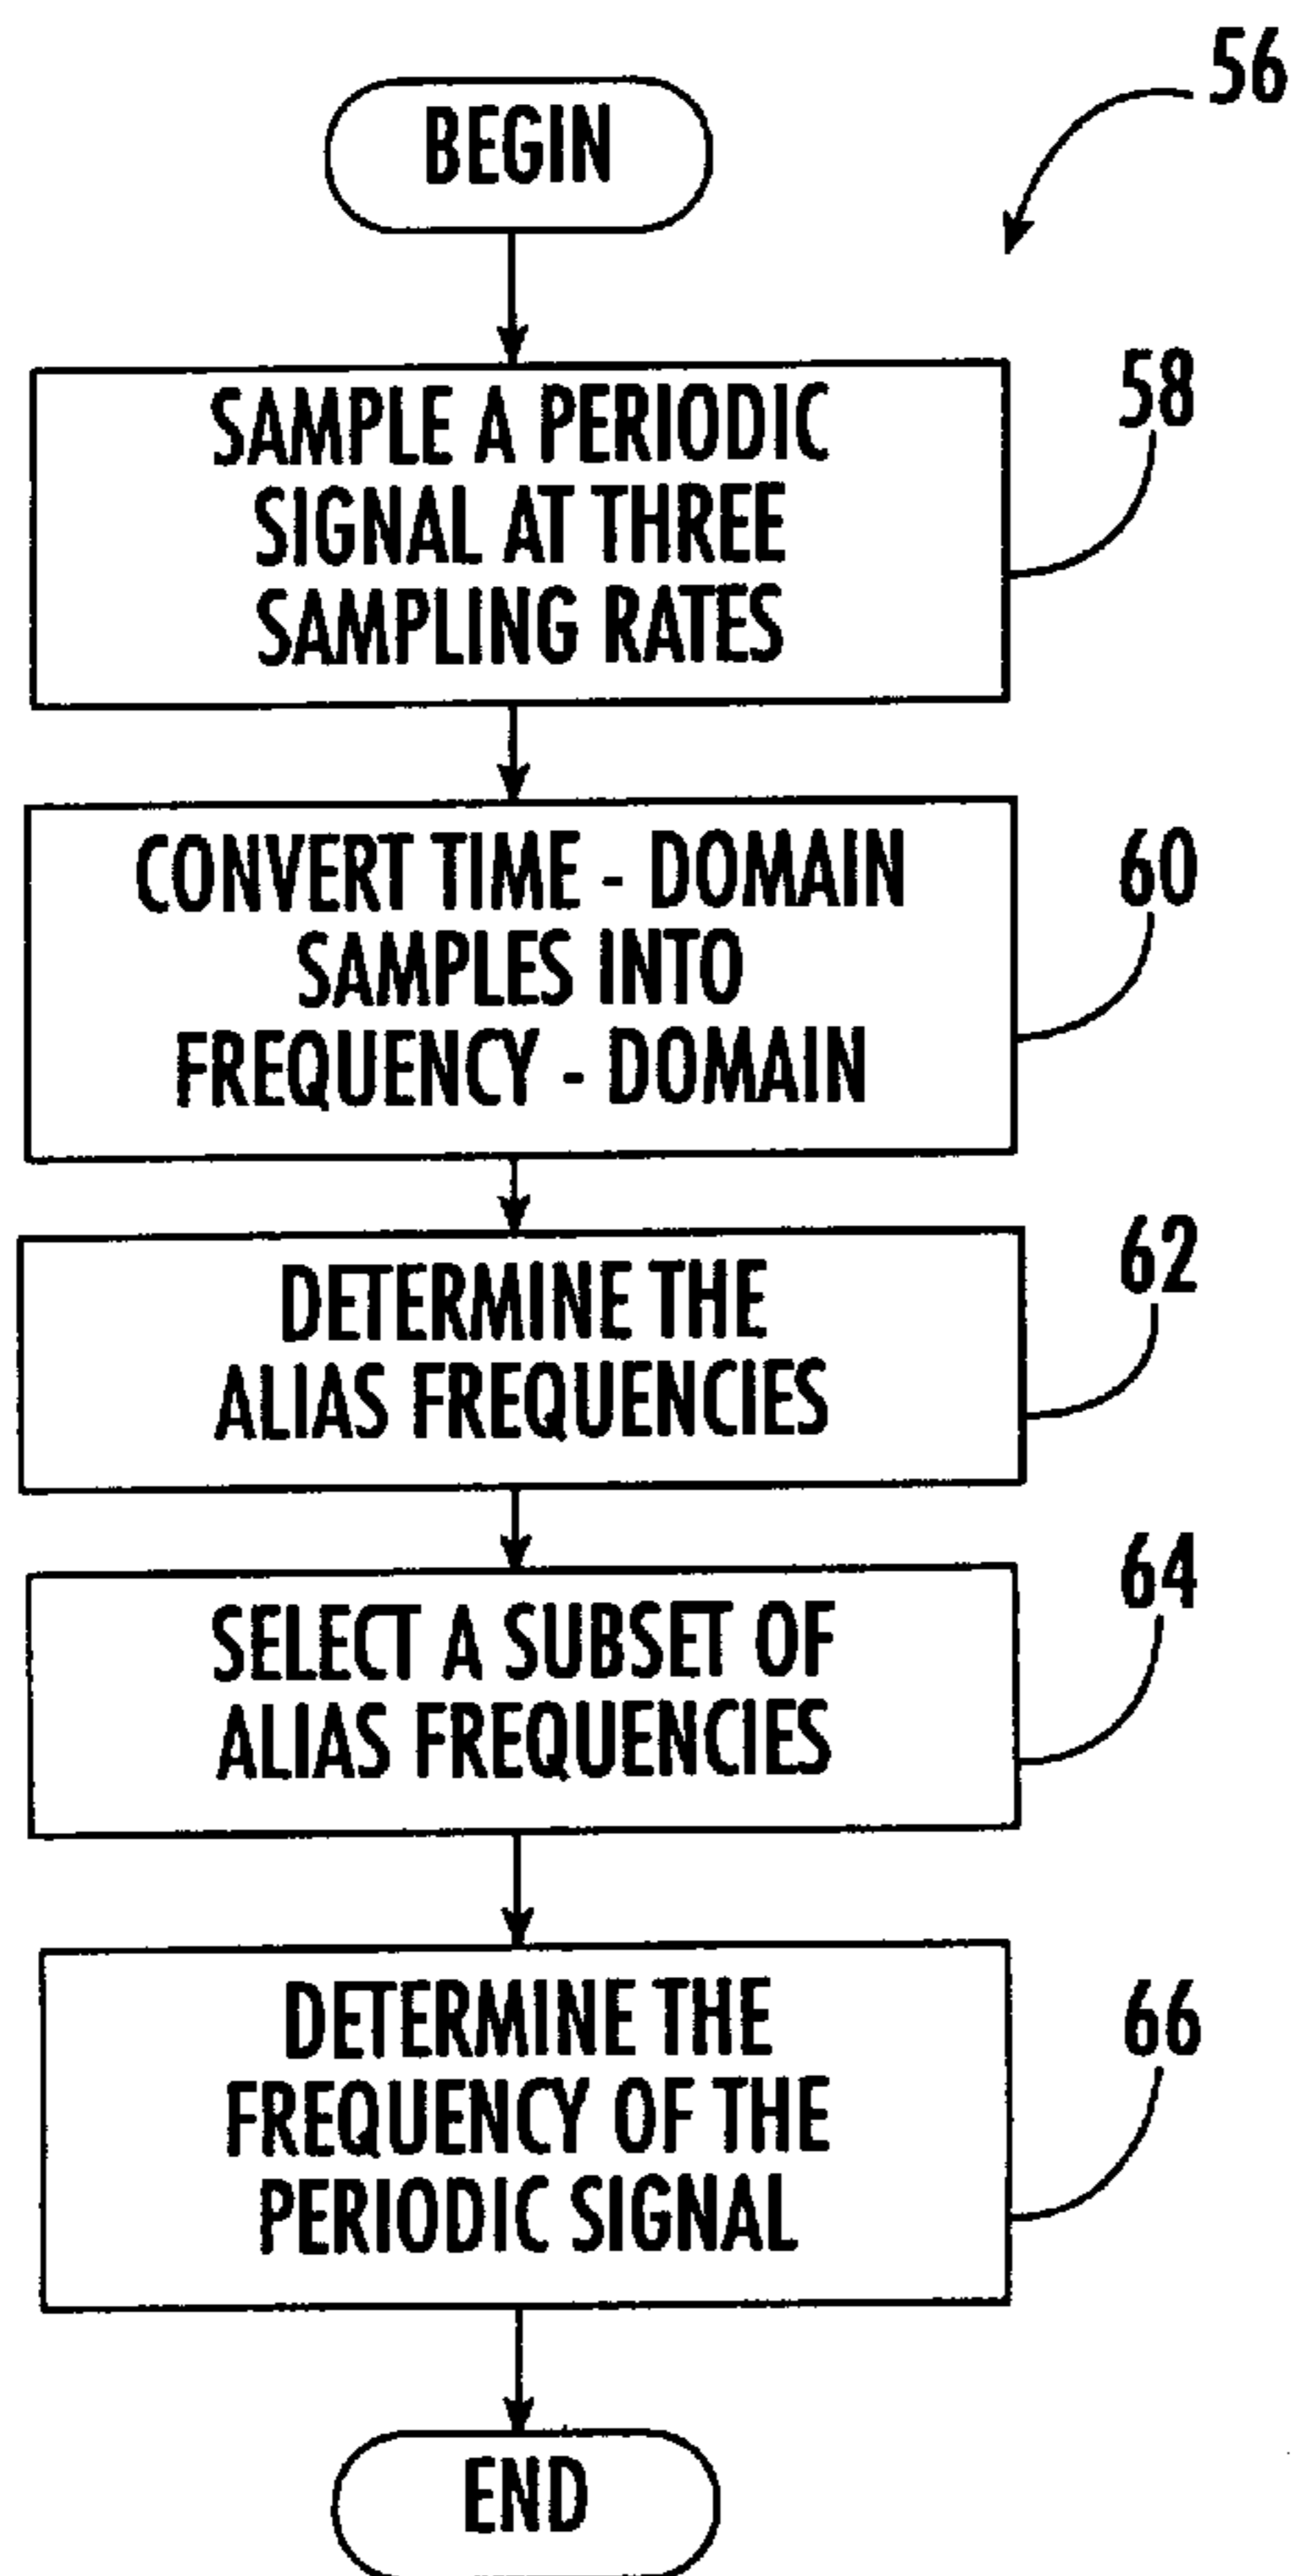 56
BEGIN
SAMPLE A PERIODIC
SIGNAL AT THREE
SAMPLING RATES
58
CONVERT TIME - DOMAIN
SAMPLES INTO
FREQUENCY - DOMAIN
60
DETERMINE THE
ALIAS FREQUENCIES
62
SELECT A SUBSET OF
ALIAS FREQUENCIES
64
DETERMINE THE
FREQUENCY OF THE
PERIODIC SIGNAL
66
END